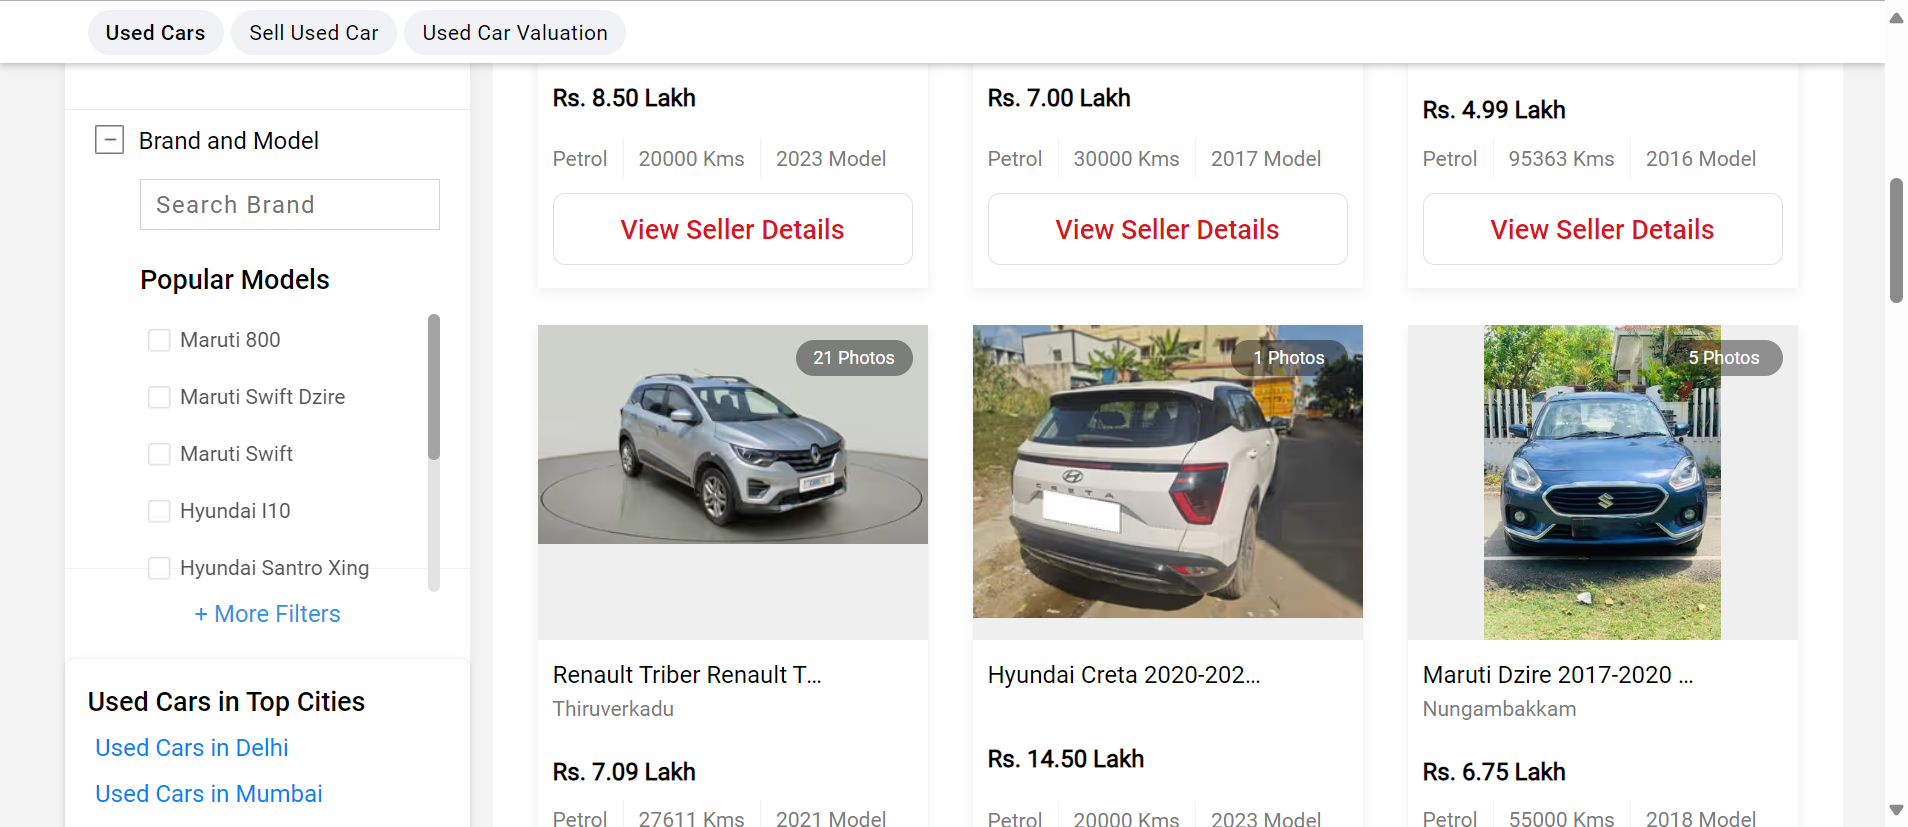 Used Cars
Sell Used Car
Used Car Valuation
Brand and Model
Search Brand
Popular Models
Maruti 800
Maruti Swift Dzire
Maruti Swift
Hyundai I10
Hyundai Santro Xing
+ More Filters
Used Cars in Top Cities
Used Cars in Delhi
Used Cars in Mumbai
Rs. 8.50 Lakh
Petrol 20000 Kms 2023 Model
View Seller Details
Rs. 7.00 Lakh
Petrol 30000 Kms 2017 Model
View Seller Details
Rs. 4.99 Lakh
Petrol 95363 Kms 2016 Model
View Seller Details
21 Photos
Renault Triber Renault T...
Thiruverkadu
Rs. 7.09 Lakh
Petrol 27611 Kms 2021 Model
1 Photos
CRETA
Hyundai Creta 2020-202...
Rs. 14.50 Lakh
Petrol 20000 Kms 2023 Model
5 Photos
Maruti Dzire 2017-2020 ...
Nungambakkam
Rs. 6.75 Lakh
Petrol 55000 Kms 2018 Model